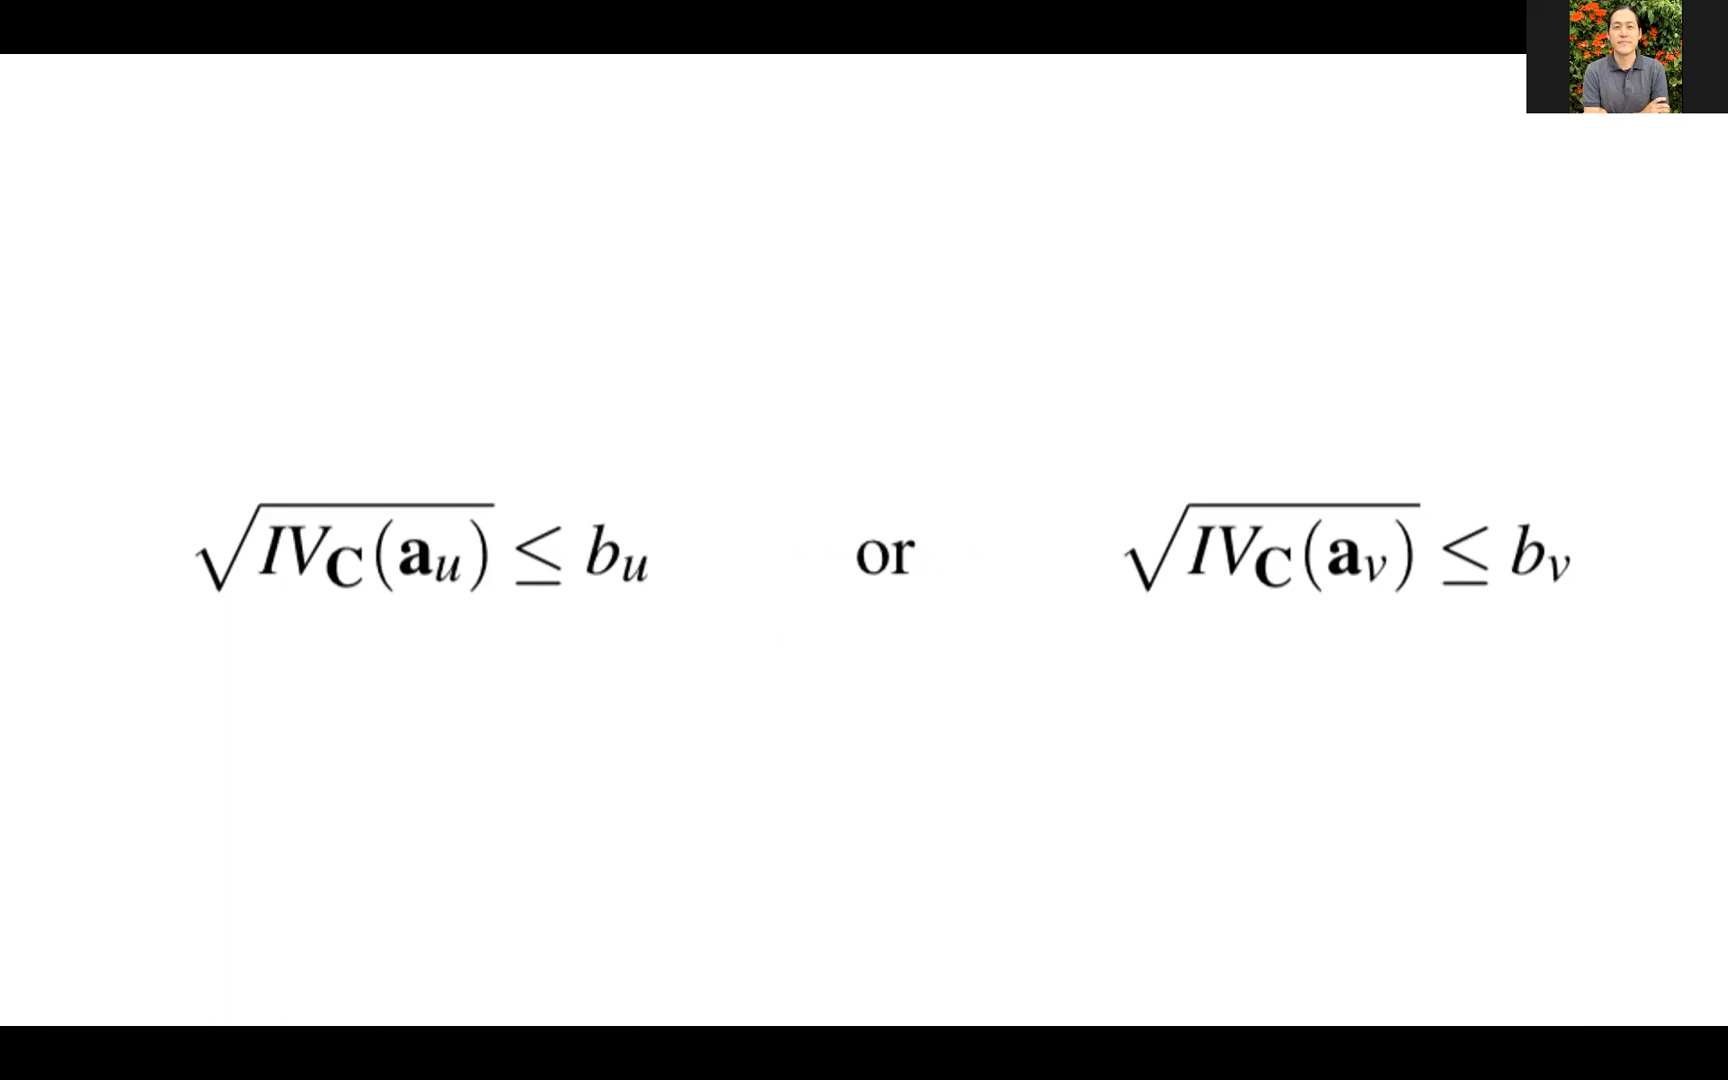 √IV_C(a_u) ≤ b_u or √IV_C(a_v) ≤ b_v